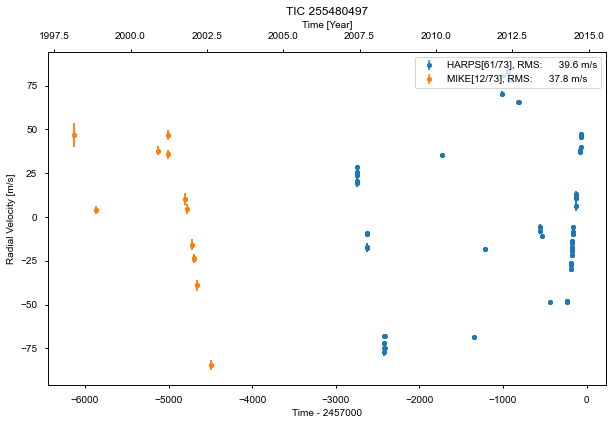 TIC 255480497
Time [Year]
1997.5 2000.0 2002.5 2005.0 2007.5 2010.0 2012.5 2015.0
HARPS[61/73], RMS: 39.6 m/s
MIKE[12/73], RMS: 37.8 m/s
75
50
25
0
−25
−50
−75
Radial Velocity [m/s]
−6000 −5000 −4000 −3000 −2000 −1000 0
Time - 2457000